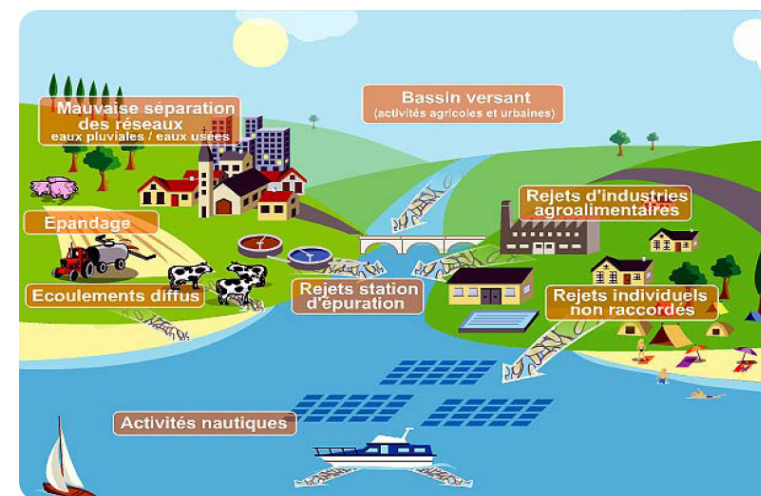 Mauvaise séparation
des réseaux
eaux pluviales / eaux usées
Bassin versant
(activités agricoles et urbaines)
Rejets d'industries
agroalimentaires
Epandage
Ecoulements diffus
Rejets station
d'épuration
Rejets individuels
non raccordés
Activités nautiques